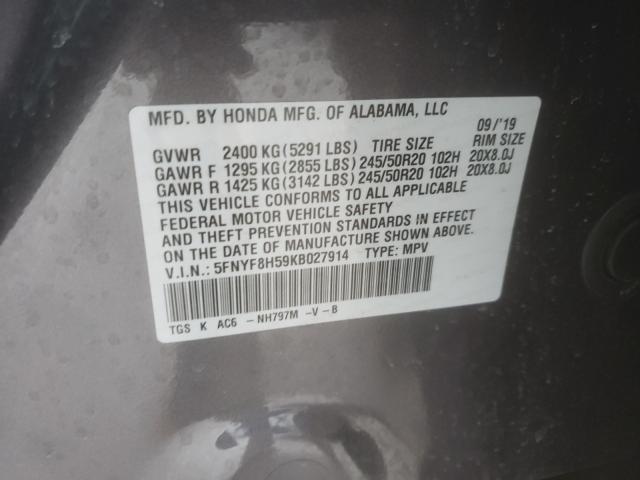 MFD. BY HONDA MFG. OF ALABAMA, LLC 09/'19
GVWR 2400 KG(5291 LBS) TIRE SIZE RIM SIZE
GAWR F 1295 KG(2855 LBS) 245/50R20 102H 20X8.0J
GAWR R 1425 KG(3142 LBS) 245/50R20 102H 20X8.0J
THIS VEHICLE CONFORMS TO ALL APPLICABLE
FEDERAL MOTOR VEHICLE SAFETY
AND THEFT PREVENTION STANDARDS IN EFFECT
ON THE DATE OF MANUFACTURE SHOWN ABOVE.
V.I.N.: 5FNYF8H59KB027914 TYPE: MPV
TGS K AC6 - NH797M - V - B